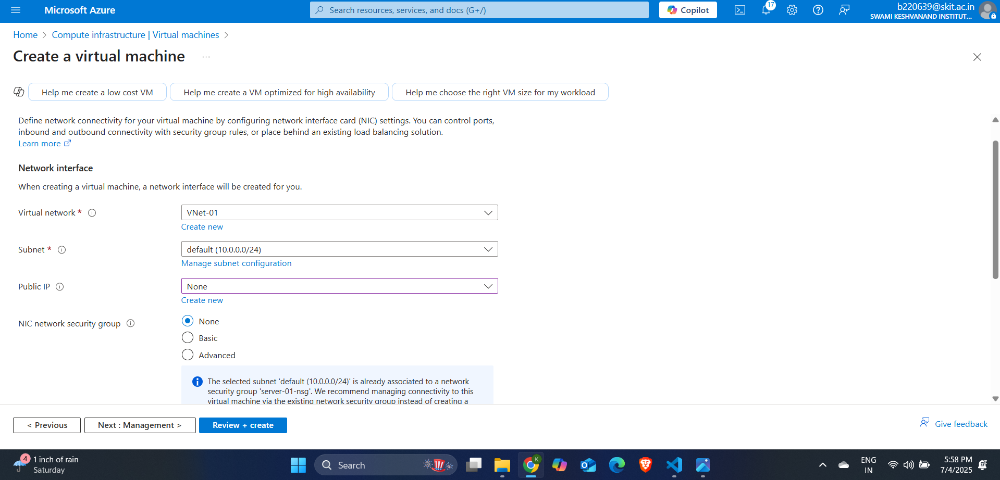 Microsoft Azure
Search resources, services, and docs (G+/)
Copilot
17
b220639@skit.ac.in
SWAMI KESHVANAND INSTITUT...
Home > Compute infrastructure | Virtual machines >
Create a virtual machine ...
Help me create a low cost VM
Help me create a VM optimized for high availability
Help me choose the right VM size for my workload
Define network connectivity for your virtual machine by configuring network interface card (NIC) settings. You can control ports,
inbound and outbound connectivity with security group rules, or place behind an existing load balancing solution.
Learn more
Network interface
When creating a virtual machine, a network interface will be created for you.
Virtual network *
VNet-01
Create new
Subnet *
default (10.0.0.0/24)
Manage subnet configuration
Public IP
None
Create new
NIC network security group
None
Basic
Advanced
The selected subnet 'default (10.0.0.0/24)' is already associated to a network
security group 'server-01-nsg'. We recommend managing connectivity to this
virtual machine via the existing network security group instead of creating a
< Previous
Next : Management >
Review + create
Give feedback
4
1 inch of rain
Saturday
Search
K
ENG
IN
5:58 PM
7/4/2025